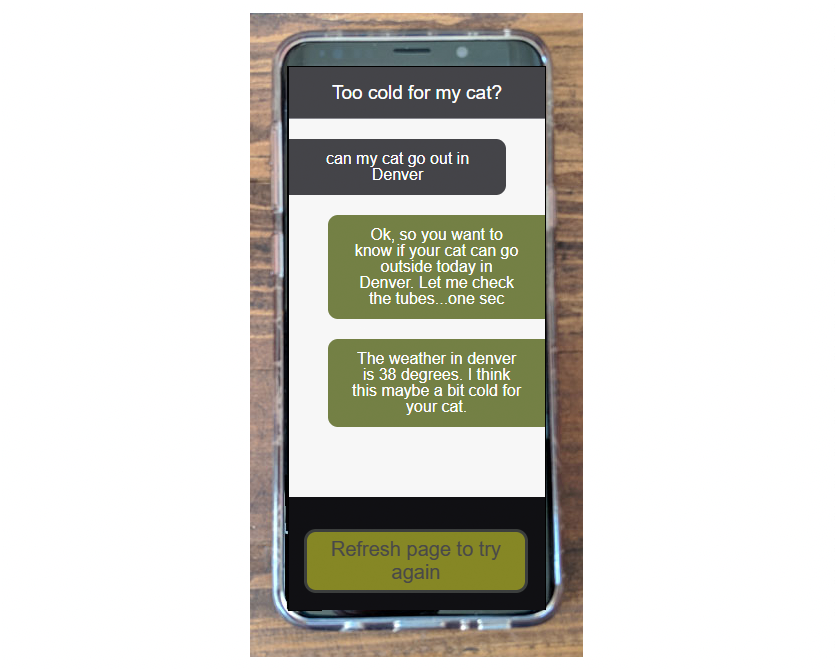 Too cold for my cat?
can my cat go out in
Denver
Ok, so you want to
know if your cat can go
outside today in
Denver. Let me check
the tubes...one sec
The weather in denver
is 38 degrees. I think
this maybe a bit cold for
your cat.
Refresh page to try
again